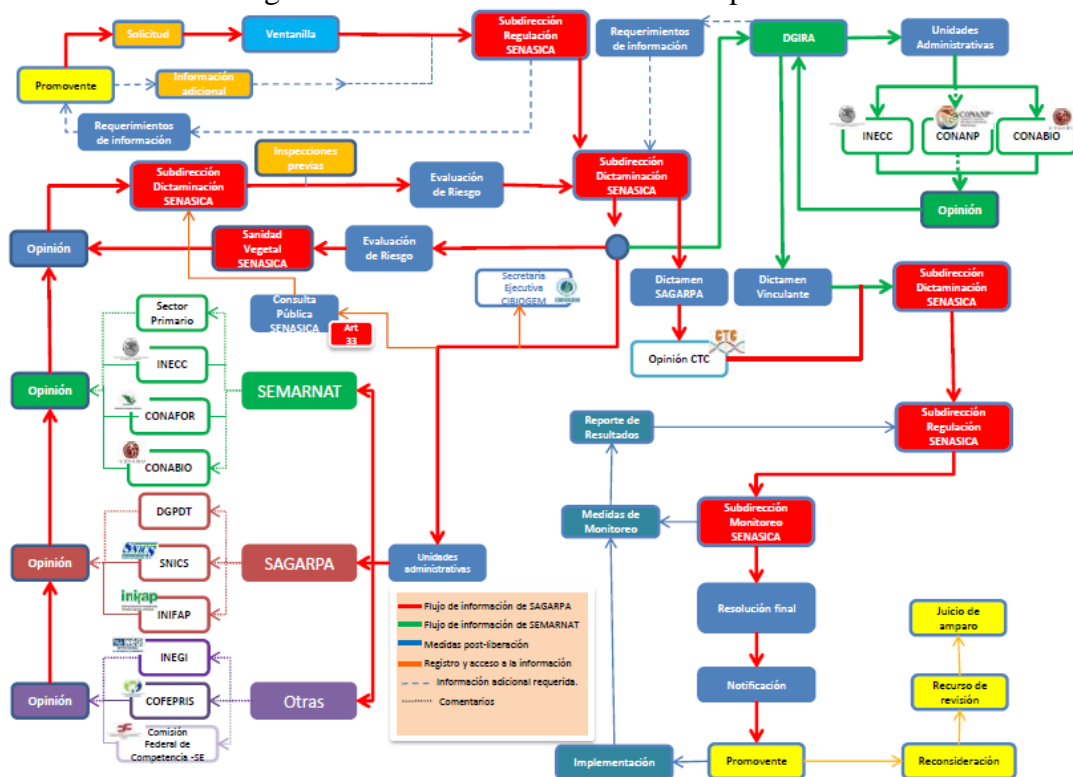 Solicitud
Ventanilla
Subdirección
Regulación
SENASICA
Requerimientos
de información
DGIRA
Unidades
Administrativas
Promovente
Información
adicional
Requerimientos
de información
INECC
CONANP
CONANP
CONABIO
Inspecciones
previas
Subdirección
Dictaminación
SENASICA
Evaluación
de Riesgo
Subdirección
Dictaminación
SENASICA
Opinión
Opinión
Sanidad
Vegetal
SENASICA
Evaluación
de Riesgo
Secretaria
Ejecutiva
CIBIOGEM
Dictamen
SAGARPA
Dictamen
Vinculante
Subdirección
Dictaminación
SENASICA
Consulta
Pública
SENASICA
Art
33
Sector
Primario
CTC
Opinión CTC
INECC
Opinión
SEMARNAT
CONAFOR
Reporte de
Resultados
Subdirección
Regulación
SENASICA
CONABIO
DGPDT
Medidas de
Monitoreo
Subdirección
Monitoreo
SENASICA
SNICS
Opinión
SNICS
SAGARPA
Unidades
administrativas
inifap
INIFAP
Flujo de información de SAGARPA
Flujo de información de SEMARNAT
Medidas post-liberación
Registro y acceso a la información
Información adicional requerida.
Comentarios
Resolución final
Juicio de
amparo
INEGI
INEGI
Opinión
COFEPRIS
Otras
Notificación
Recurso de
revisión
Comisión
Federal de
Competencia -SE
Implementación
Promovente
Reconsideración